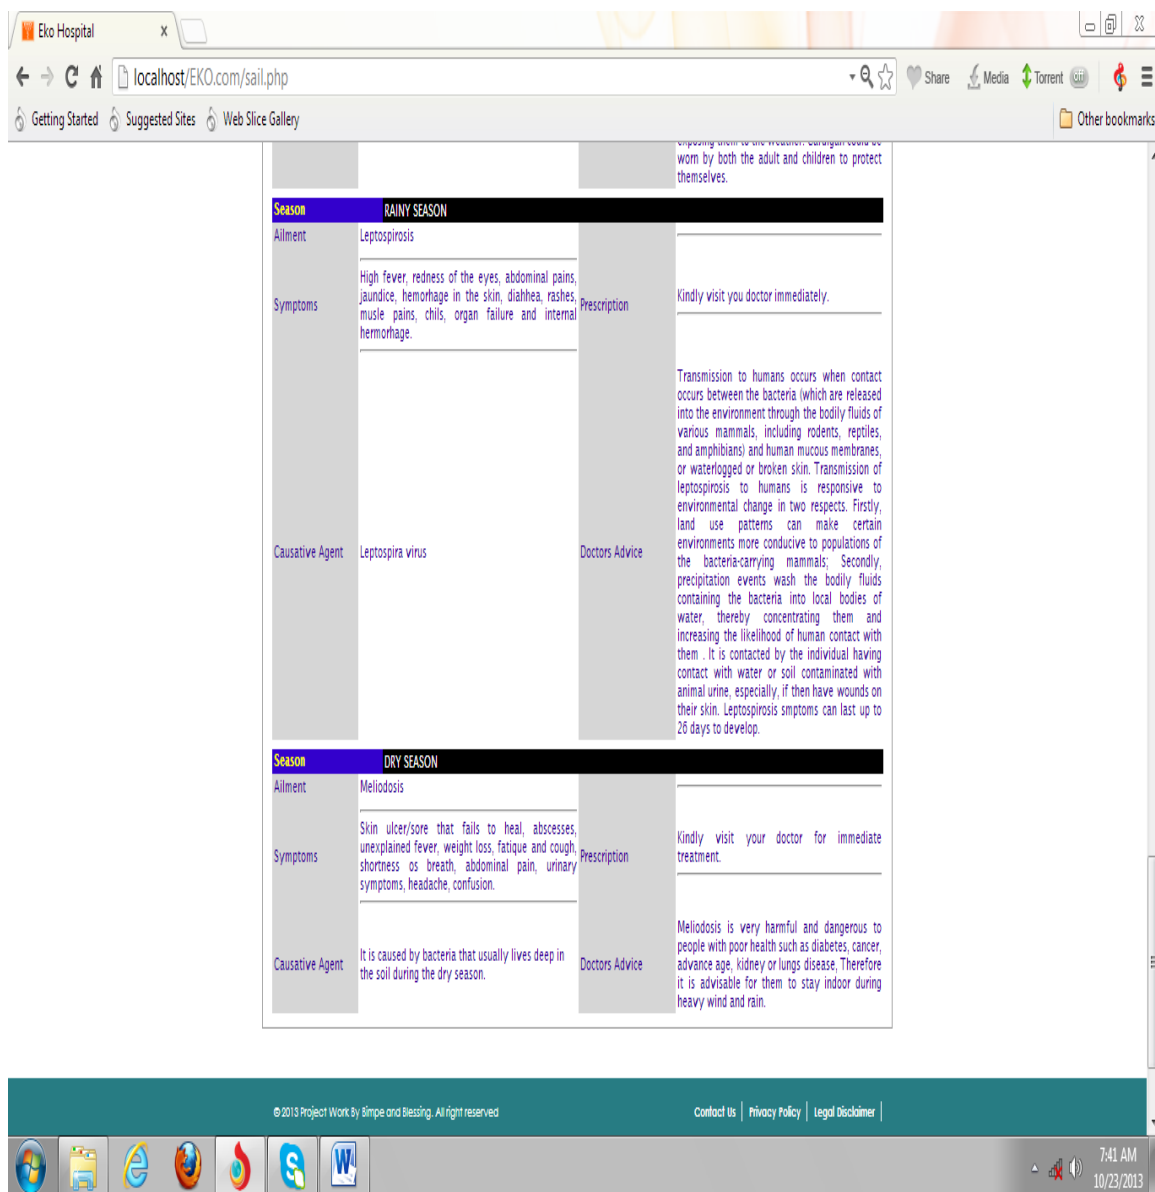 Eko Hospital
localhost/EKO.com/sail.php
Share
Media
Torrent
Getting Started
Suggested Sites
Web Slice Gallery
Other bookmarks
exposing them to the weather. Cardigan could be
worn by both the adult and children to protect
themselves.
Season RAINY SEASON
Ailment
Leptospirosis
Symptoms
High fever, redness of the eyes, abdominal pains,
jaundice, hemorhage in the skin, diahhea, rashes,
musle pains, chils, organ failure and internal
hermorhage.
Prescription
Kindly visit you doctor immediately.
Causative Agent
Leptospira virus
Doctors Advice
Transmission to humans occurs when contact
occurs between the bacteria (which are released
into the environment through the bodily fluids of
various mammals, including rodents, reptiles,
and amphibians) and human mucous membranes,
or waterlogged or broken skin. Transmission of
leptospirosis to humans is responsive to
environmental change in two respects. Firstly,
land use patterns can make certain
environments more conducive to populations of
the bacteria-carrying mammals; Secondly,
precipitation events wash the bodily fluids
containing the bacteria into local bodies of
water, thereby concentrating them and
increasing the likelihood of human contact with
them . It is contacted by the individual having
contact with water or soil contaminated with
animal urine, especially, if then have wounds on
their skin. Leptospirosis smptoms can last up to
26 days to develop.
Season DRY SEASON
Ailment
Meliodosis
Symptoms
Skin ulcer/sore that fails to heal, abscesses,
unexplained fever, weight loss, fatique and cough,
shortness os breath, abdominal pain, urinary
symptoms, headache, confusion.
Prescription
Kindly visit your doctor for immediate
treatment.
Causative Agent
It is caused by bacteria that usually lives deep in
the soil during the dry season.
Doctors Advice
Meliodosis is very harmful and dangerous to
people with poor health such as diabetes, cancer,
advance age, kidney or lungs disease, Therefore
it is advisable for them to stay indoor during
heavy wind and rain.
© 2013 Project Work By Bimpe and Blessing. All right reserved
Contact Us | Privacy Policy | Legal Disclaimer |
7:41 AM
10/23/2013